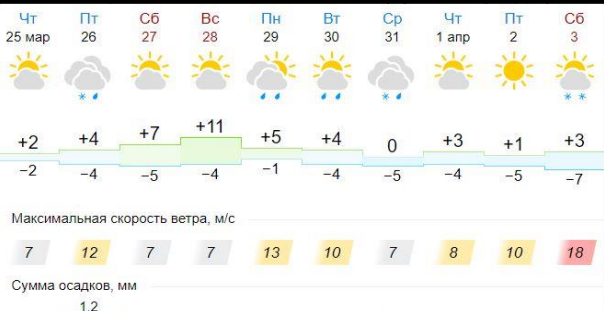 Чт Пт Сб Вс Пн Вт Ср Чт Пт Сб
25 мар 26 27 28 29 30 31 1 апр 2 3
+2 +4 +7 +11 +5 +4 0 +3 +1 +3
−2 −4 −5 −4 −1 −4 −5 −4 −5 −7
Максимальная скорость ветра, м/с
7 12 7 7 13 10 7 8 10 18
Сумма осадков, мм
1,2